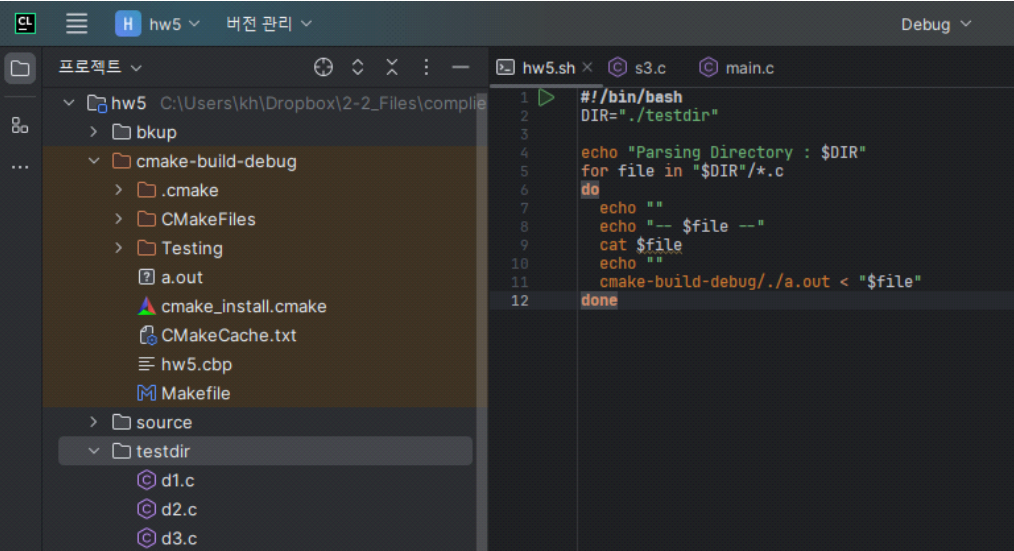 CL H hw5 버전 관리 Debug
프로젝트
hw5.sh s3.c main.c
hw5 C:\Users\kh\Dropbox\2-2_Files\complie
bkup
cmake-build-debug
.cmake
CMakeFiles
Testing
a.out
cmake_install.cmake
CMakeCache.txt
hw5.cbp
Makefile
source
testdir
d1.c
d2.c
d3.c
1 #!/bin/bash
2 DIR="./testdir"
3
4 echo "Parsing Directory : $DIR"
5 for file in "$DIR"/*.c
6 do
7 echo ""
8 echo "-- $file --"
9 cat $file
10 echo ""
11 cmake-build-debug/./a.out < "$file"
12 done